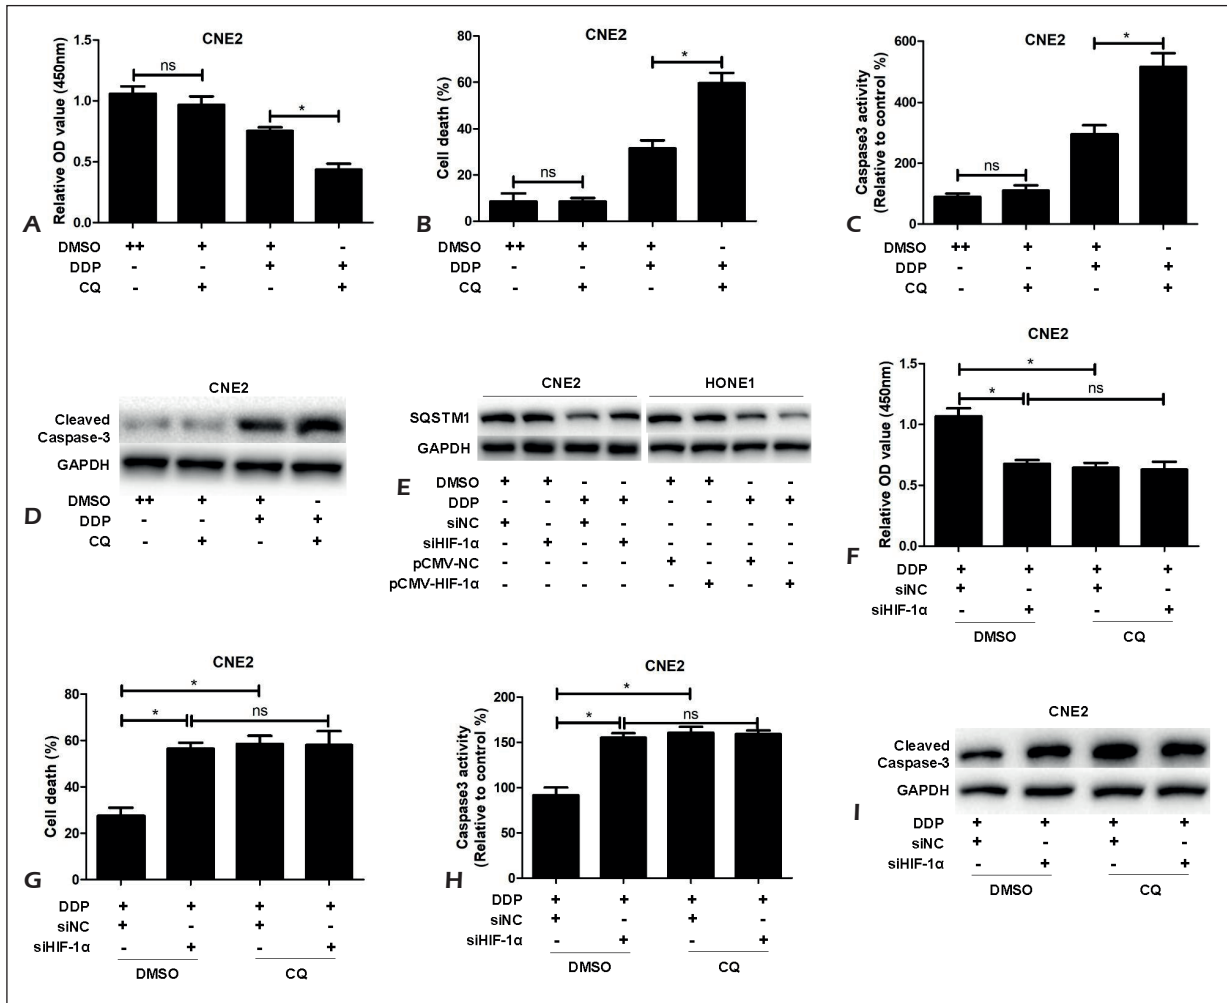 CNE2
Relative OD value (450nm)
1.5
1.0
0.5
0.0
ns
*
A
DMSO ++ + + -
DDP - - + +
CQ - + - +
CNE2
Cell death (%)
80
60
40
20
0
ns
*
B
DMSO ++ + + -
DDP - - + +
CQ - + - +
CNE2
Caspase3 activity
(Relative to control %)
600
400
200
0
ns
*
C
DMSO ++ + + -
DDP - - + +
CQ - + - +
CNE2
Cleaved
Caspase-3
GAPDH
D
DMSO ++ + + -
DDP - - + +
CQ - + - +
CNE2 HONE1
SQSTM1
GAPDH
E
DMSO + + - - + + - -
DDP - - + + - - + +
siNC + - + - - - - -
siHIF-1α - + - + - - - -
pCMV-NC - - - - + - + -
pCMV-HIF-1α - - - - - + - +
CNE2
Relative OD value (450nm)
1.5
1.0
0.5
0.0
*
* ns
F
DDP + + + +
siNC + - + -
siHIF-1α - + - +
DMSO CQ
CNE2
Cell death (%)
80
60
40
20
0
*
* ns
G
DDP + + + +
siNC + - + -
siHIF-1α - + - +
DMSO CQ
CNE2
Caspase3 activity
(Relative to control %)
200
150
100
50
0
*
* ns
H
DDP + + + +
siNC + - + -
siHIF-1α - + - +
DMSO CQ
CNE2
Cleaved
Caspase-3
GAPDH
I
DDP + + + +
siNC + - + -
siHIF-1α - + - +
DMSO CQ